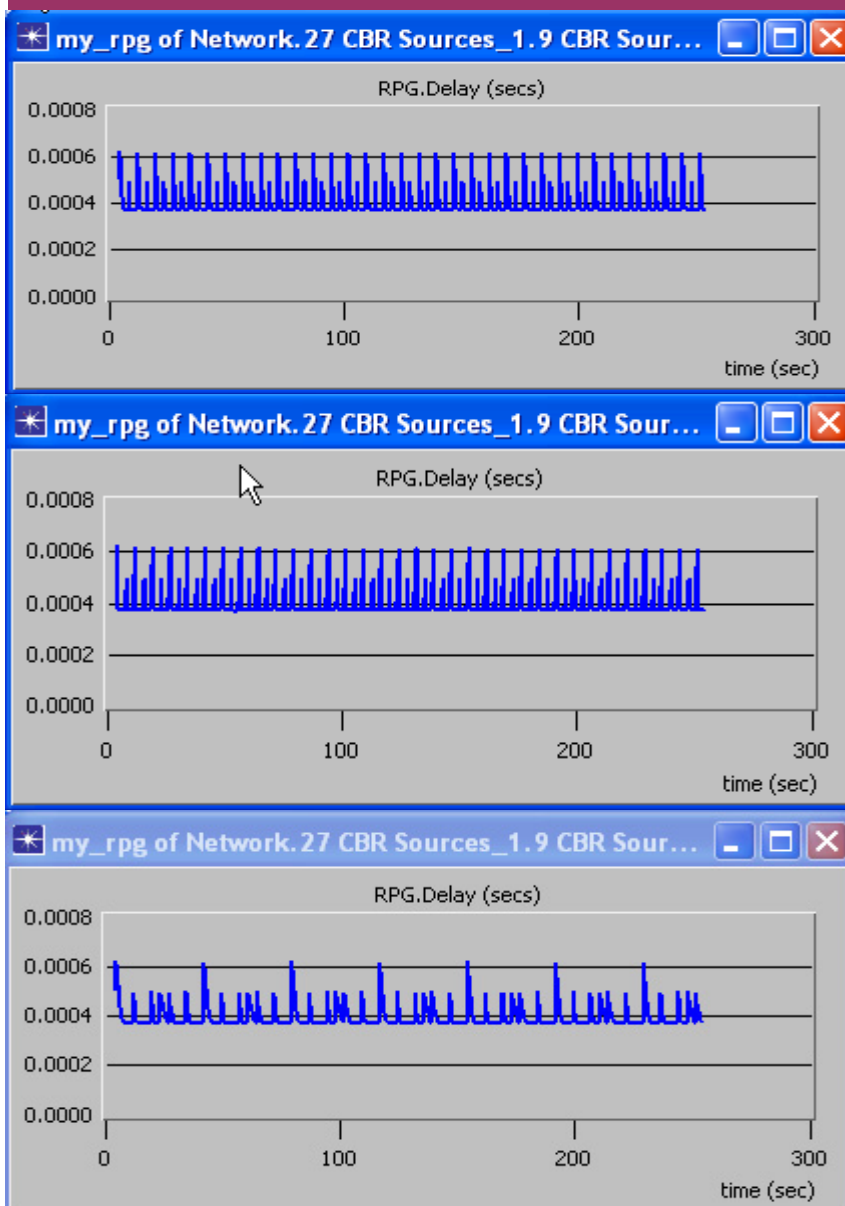 my_rpg of Network.27 CBR Sources_1.9 CBR Sour...
RPG.Delay (secs)
0.0008
0.0006
0.0004
0.0002
0.0000
0 100 200 300
time (sec)
my_rpg of Network.27 CBR Sources_1.9 CBR Sour...
RPG.Delay (secs)
0.0008
0.0006
0.0004
0.0002
0.0000
0 100 200 300
time (sec)
my_rpg of Network.27 CBR Sources_1.9 CBR Sour...
RPG.Delay (secs)
0.0008
0.0006
0.0004
0.0002
0.0000
0 100 200 300
time (sec)